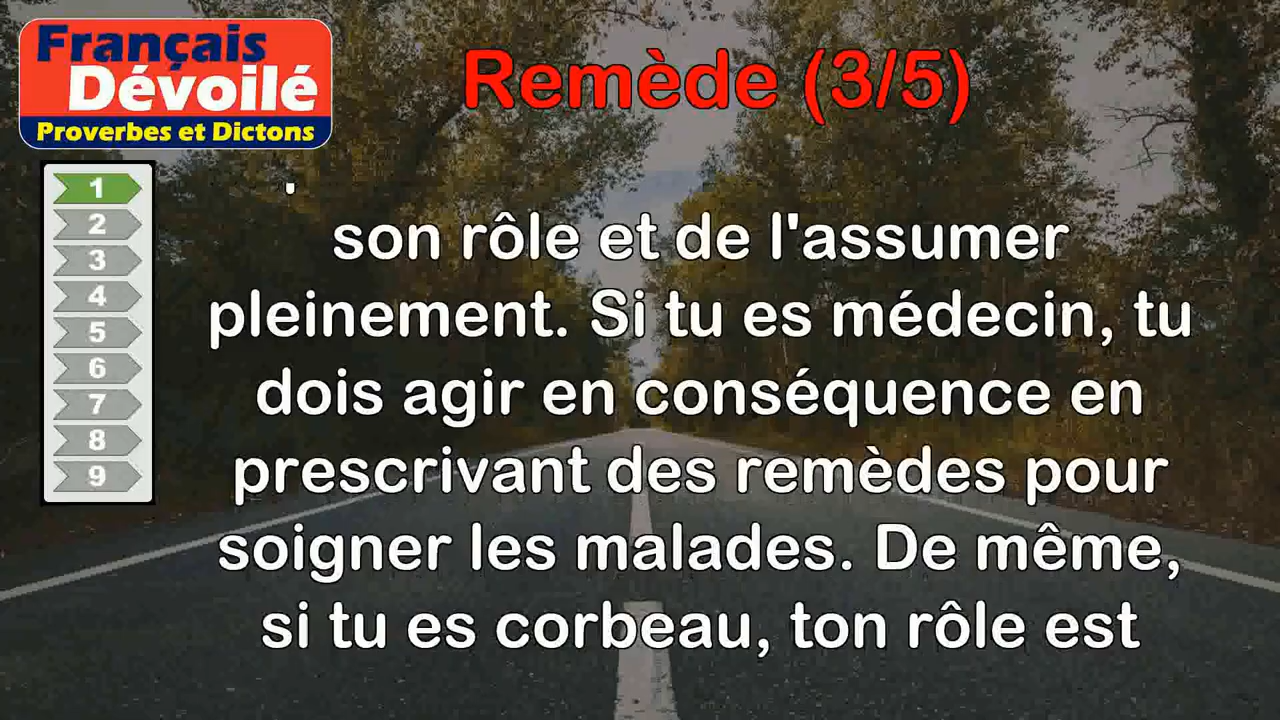 Français
Dévoilé
Proverbes et Dictons
Remède (3/5)
1
2
3
4
5
6
7
8
9
son rôle et de l'assumer
pleinement. Si tu es médecin, tu
dois agir en conséquence en
prescrivant des remèdes pour
soigner les malades. De même,
si tu es corbeau, ton rôle est